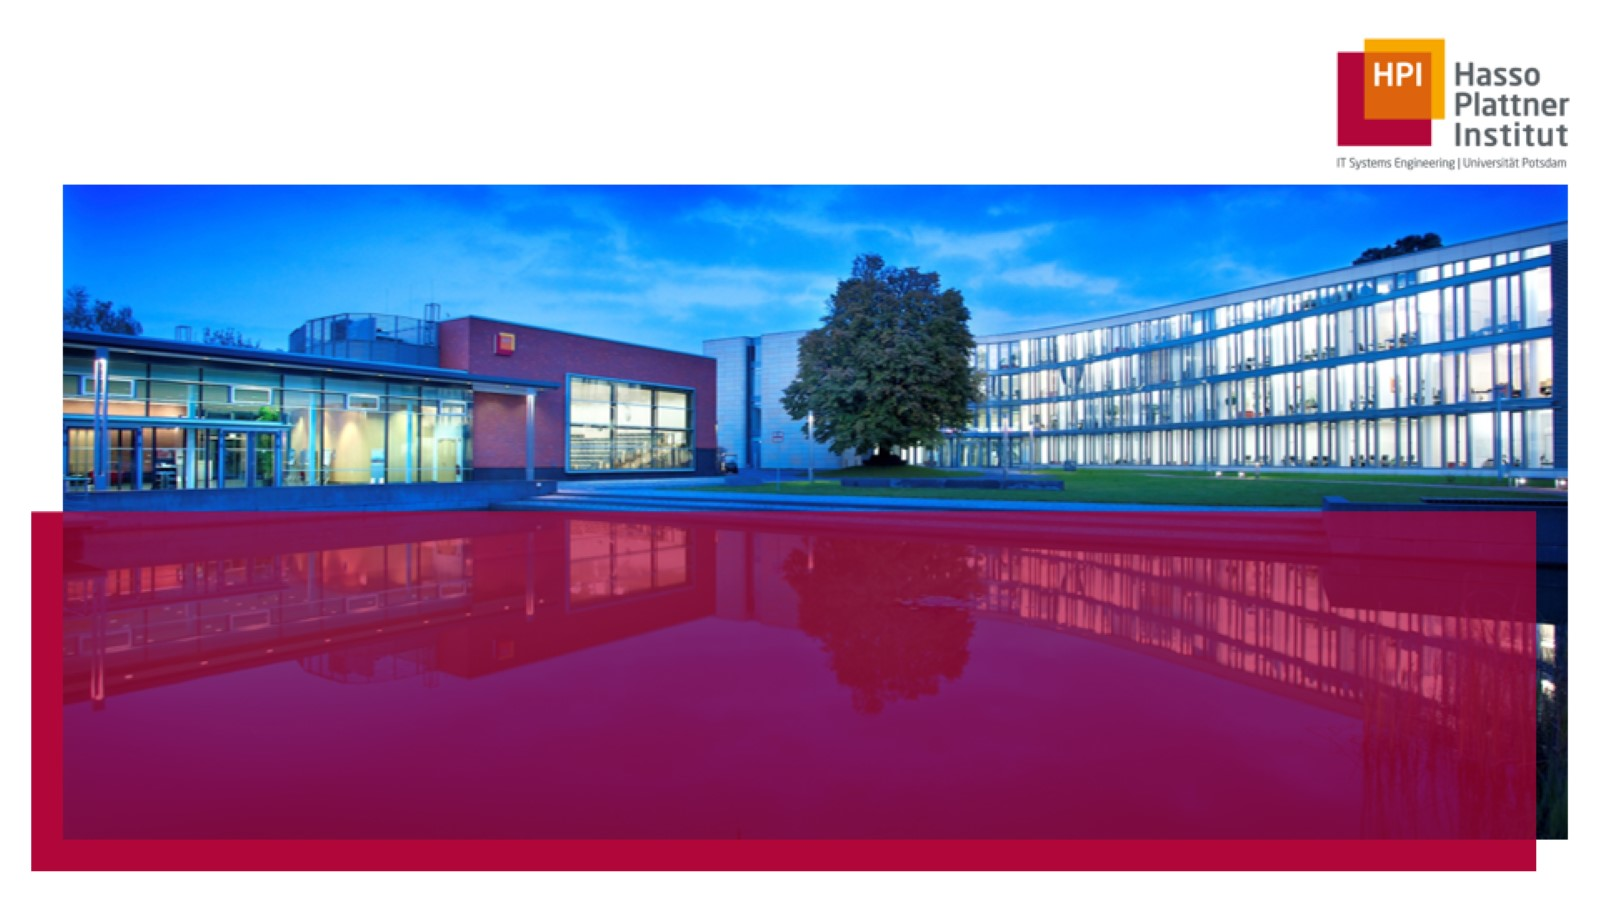 HPI
Hasso
Plattner
Institut
IT Systems Engineering | Universität Potsdam